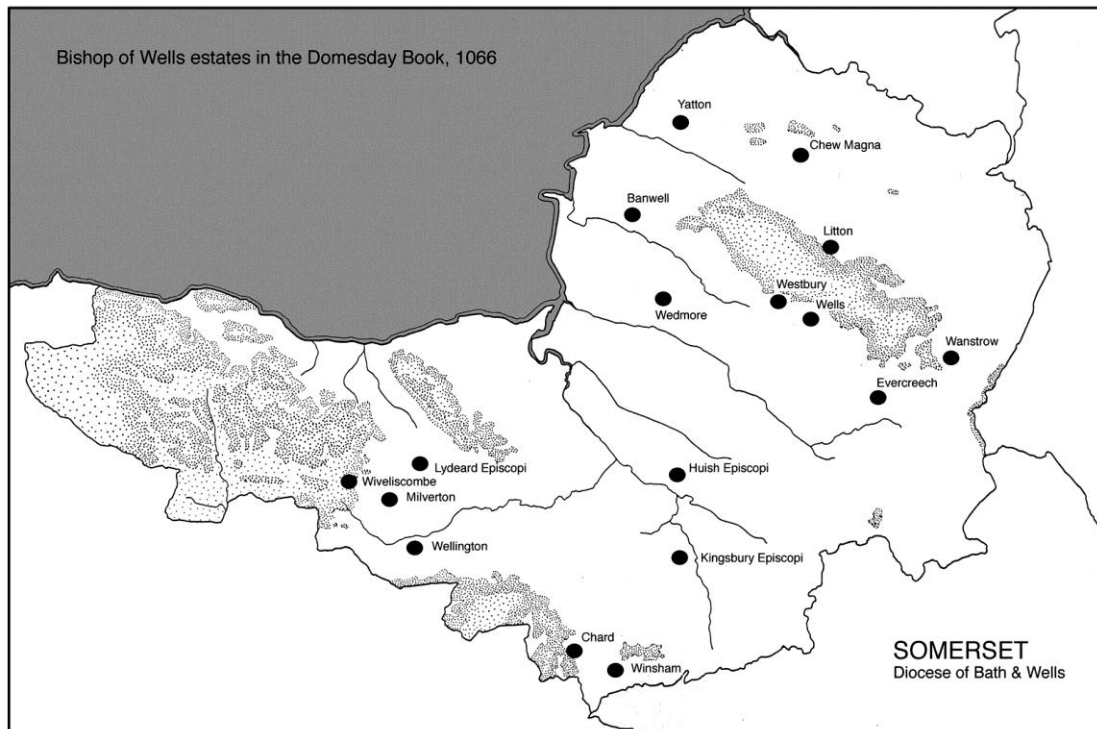 Bishop of Wells estates in the Domesday Book, 1066
Yatton
Chew Magna
Banwell
Litton
Westbury
Wedmore
Wells
Wanstrow
Evercreech
Lydeard Episcopi
Huish Episcopi
Wiveliscombe
Milverton
Wellington
Kingsbury Episcopi
Chard
Winsham
SOMERSET
Diocese of Bath & Wells